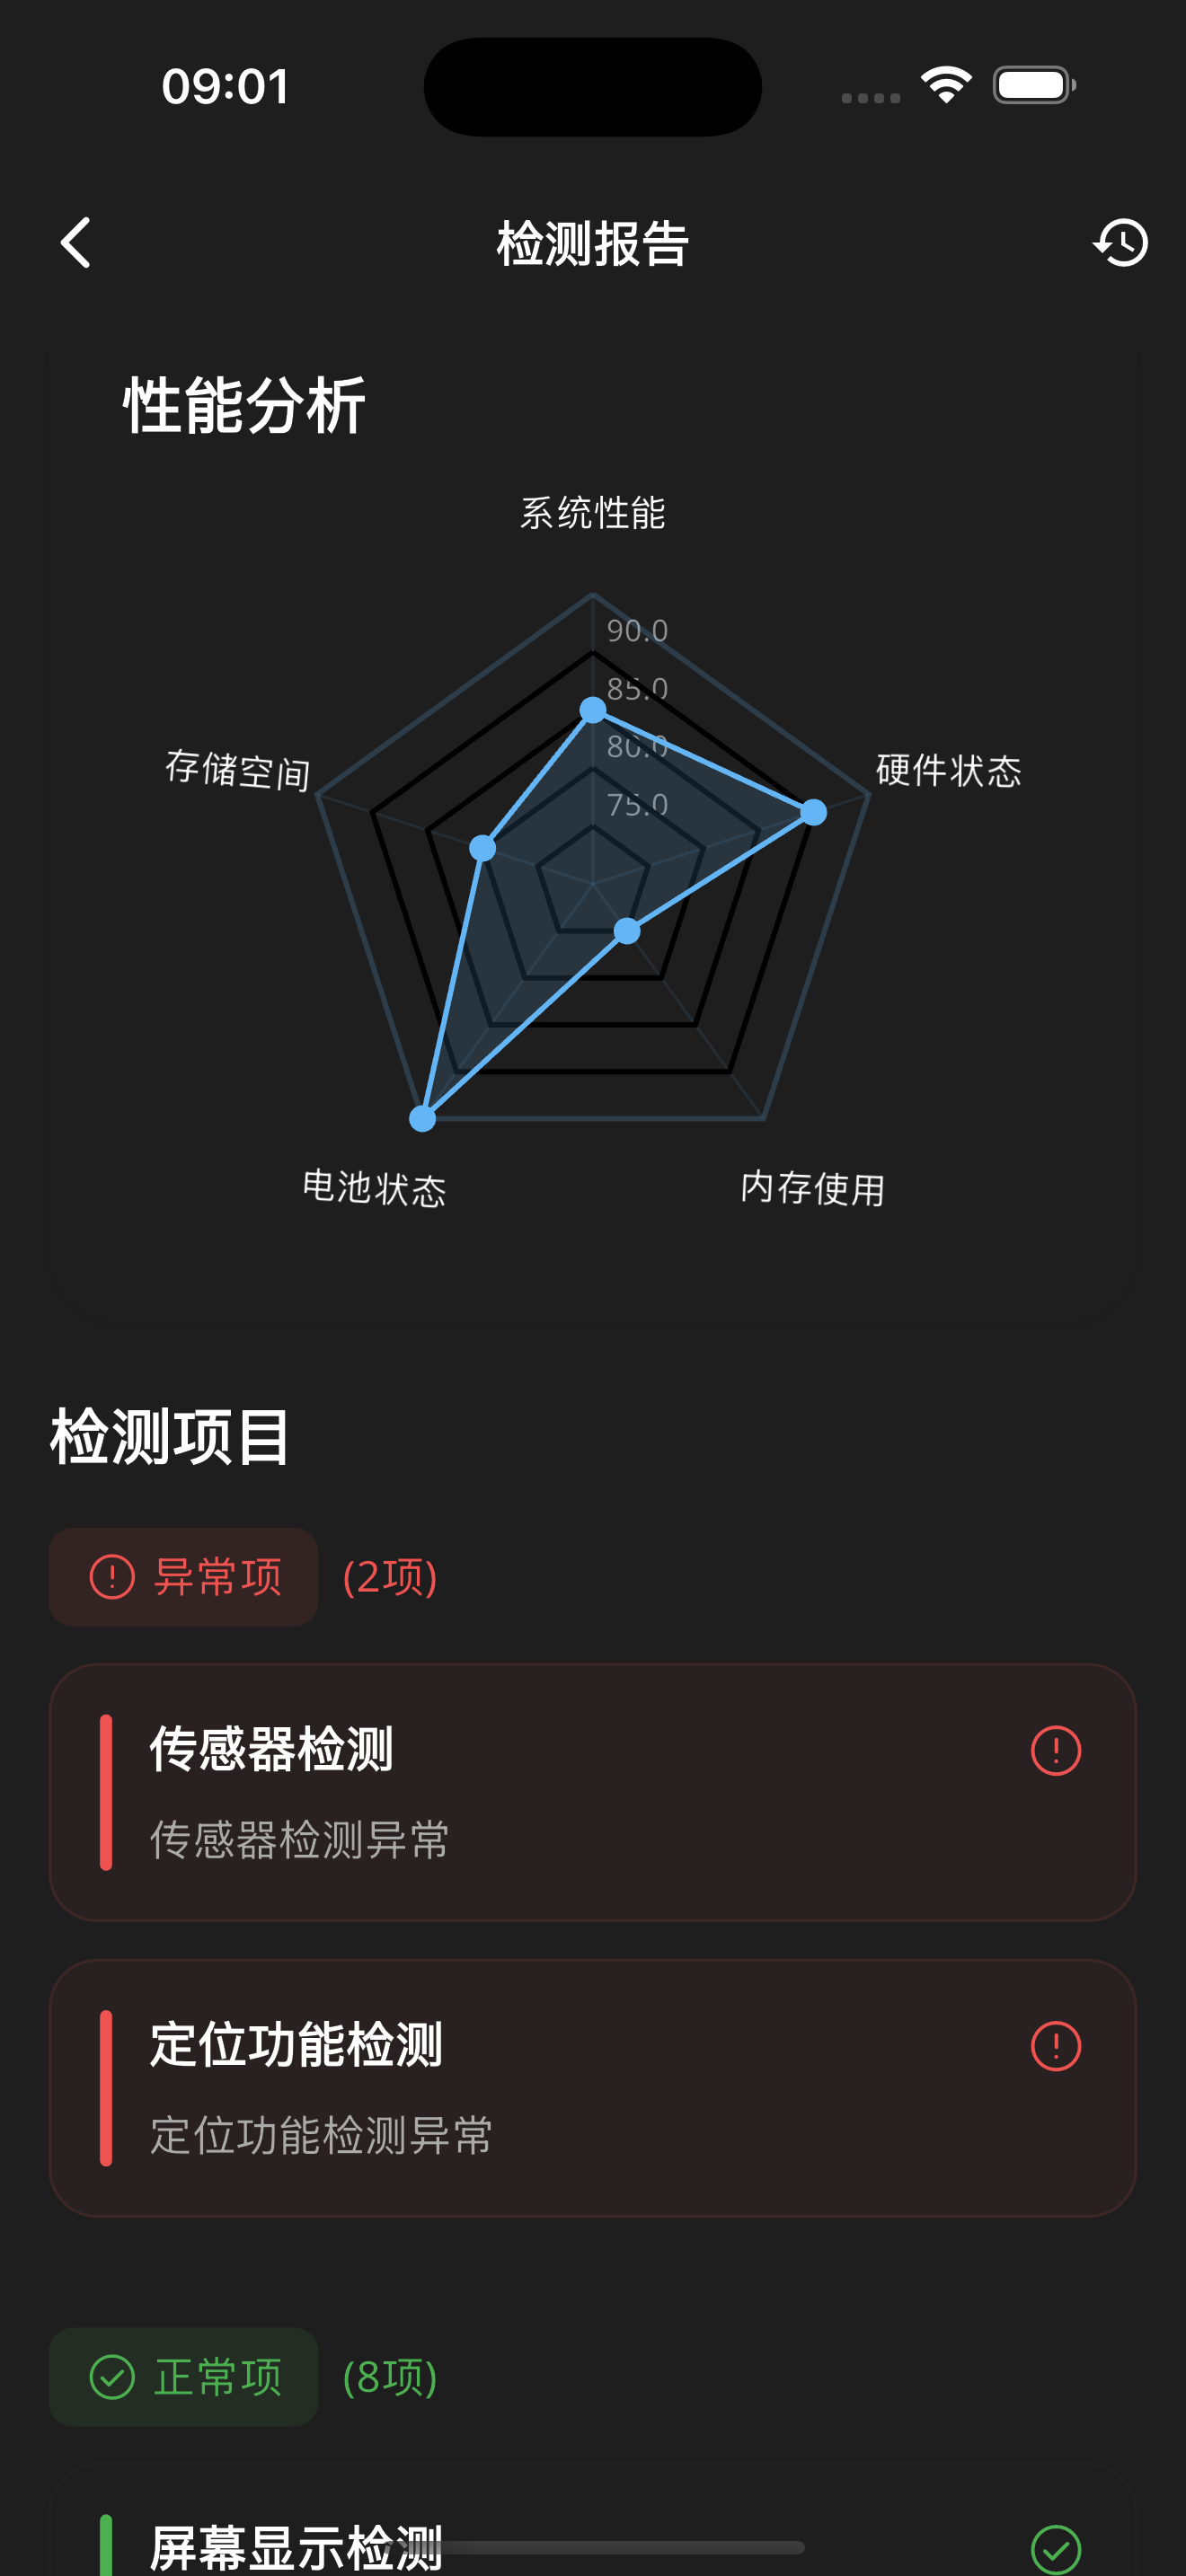 09:01
检测报告
性能分析
系统性能
90.0
85.0
80.0
75.0
存储空间
硬件状态
电池状态
内存使用
检测项目
异常项 (2项)
传感器检测
传感器检测异常
定位功能检测
定位功能检测异常
正常项 (8项)
屏幕显示检测